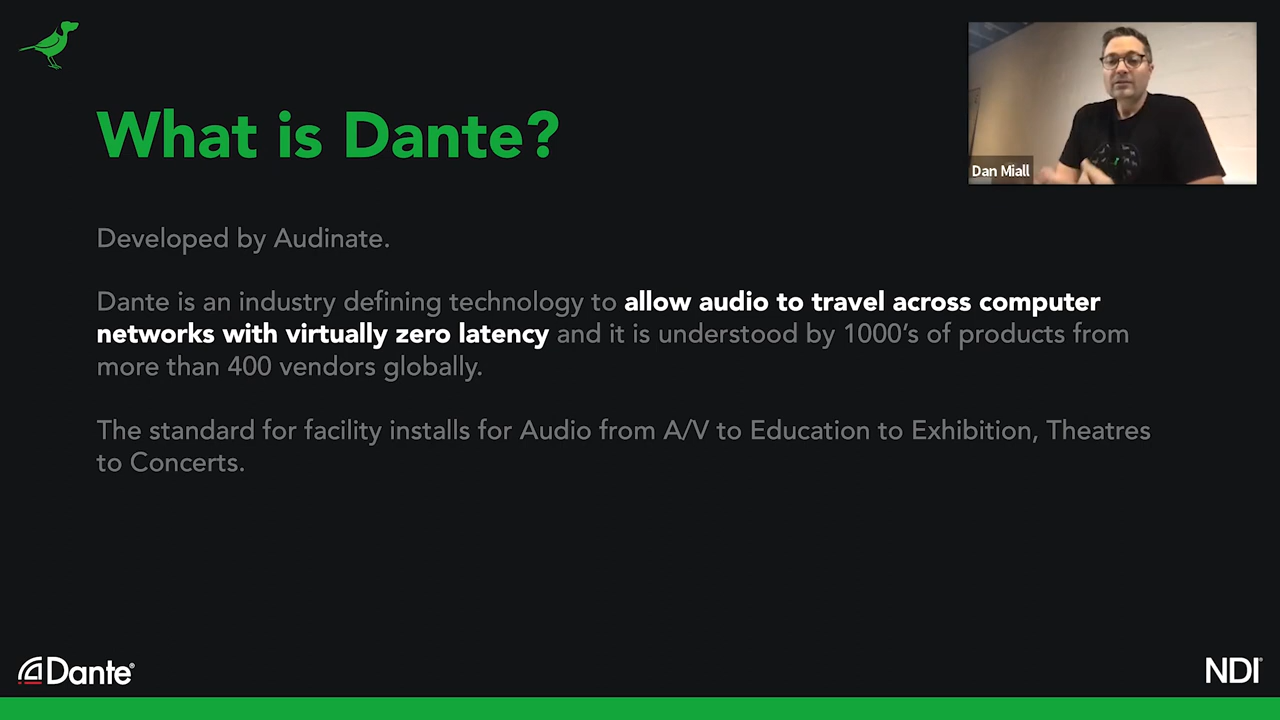 What is Dante?
Dan Miall
Developed by Audinate.
Dante is an industry defining technology to allow audio to travel across computer
networks with virtually zero latency and it is understood by 1000’s of products from
more than 400 vendors globally.
The standard for facility installs for Audio from A/V to Education to Exhibition, Theatres
to Concerts.
Dante®
NDI®